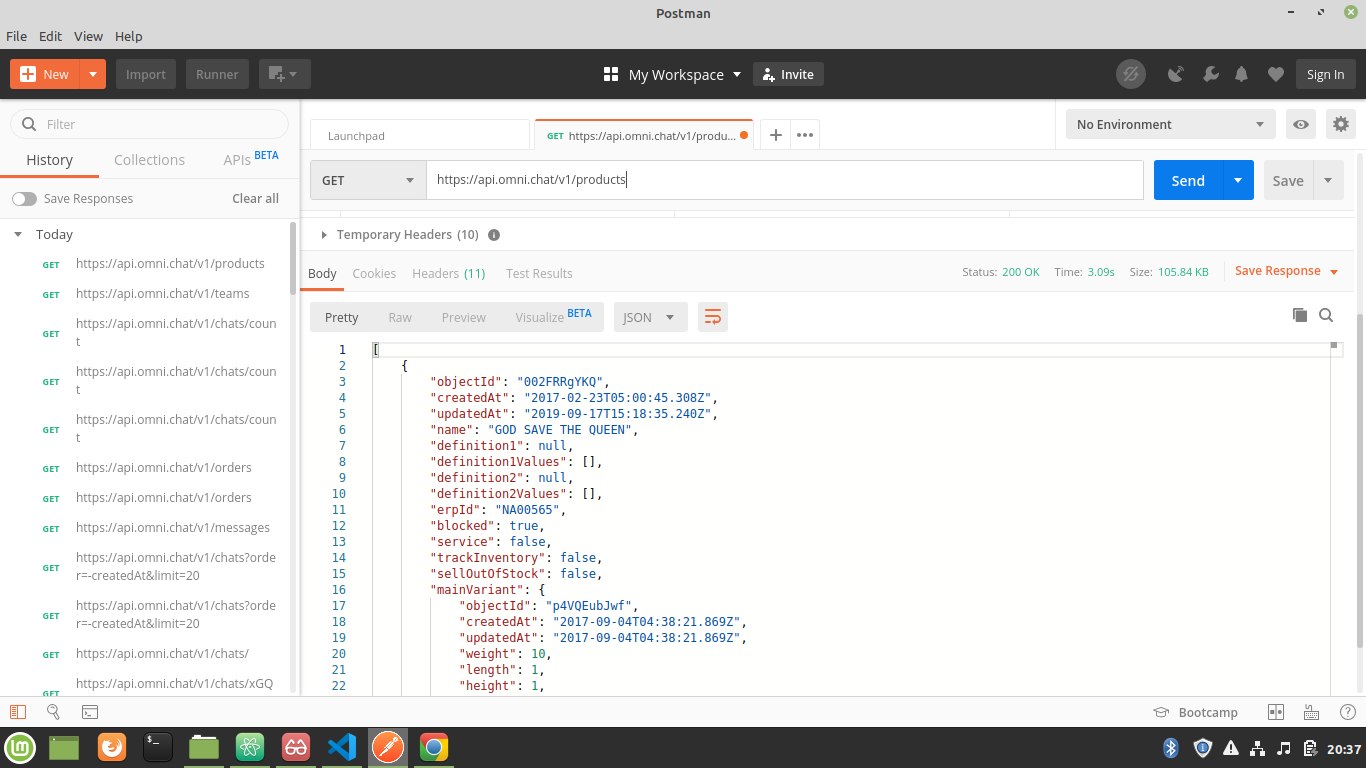 Postman
File Edit View Help
New Import Runner My Workspace Invite Sign In
Filter
History Collections APIs BETA
Save Responses Clear all
Today
GET https://api.omni.chat/v1/products
GET https://api.omni.chat/v1/teams
GET https://api.omni.chat/v1/chats/coun
t
GET https://api.omni.chat/v1/chats/coun
t
GET https://api.omni.chat/v1/chats/coun
t
GET https://api.omni.chat/v1/orders
GET https://api.omni.chat/v1/orders
GET https://api.omni.chat/v1/messages
GET https://api.omni.chat/v1/chats?orde
r=-createdAt&limit=20
GET https://api.omni.chat/v1/chats?orde
r=-createdAt&limit=20
GET https://api.omni.chat/v1/chats/
GET https://api.omni.chat/v1/chats/xGQ
Launchpad GET https://api.omni.chat/v1/produ... No Environment
GET https://api.omni.chat/v1/products Send Save
Temporary Headers (10)
Body Cookies Headers (11) Test Results Status: 200 OK Time: 3.09s Size: 105.84 KB Save Response
Pretty Raw Preview Visualize BETA JSON
1 [
2 {
3 "objectId": "002FRRgYKQ",
4 "createdAt": "2017-02-23T05:00:45.308Z",
5 "updatedAt": "2019-09-17T15:18:35.240Z",
6 "name": "GOD SAVE THE QUEEN",
7 "definition1": null,
8 "definition1Values": [],
9 "definition2": null,
10 "definition2Values": [],
11 "erpId": "NA00565",
12 "blocked": true,
13 "service": false,
14 "trackInventory": false,
15 "sellOutOfStock": false,
16 "mainVariant": {
17 "objectId": "p4VQEubJwf",
18 "createdAt": "2017-09-04T04:38:21.869Z",
19 "updatedAt": "2017-09-04T04:38:21.869Z",
20 "weight": 10,
21 "length": 1,
22 "height": 1,
Bootcamp
20:37